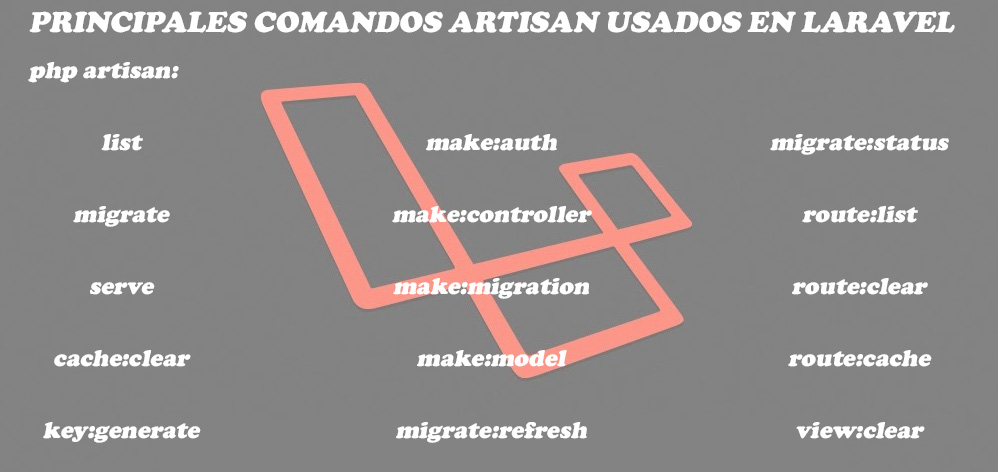 PRINCIPALES COMANDOS ARTISAN USADOS EN LARAVEL
php artisan:
list
make:auth
migrate:status
migrate
make:controller
route:list
serve
make:migration
route:clear
cache:clear
make:model
route:cache
key:generate
migrate:refresh
view:clear